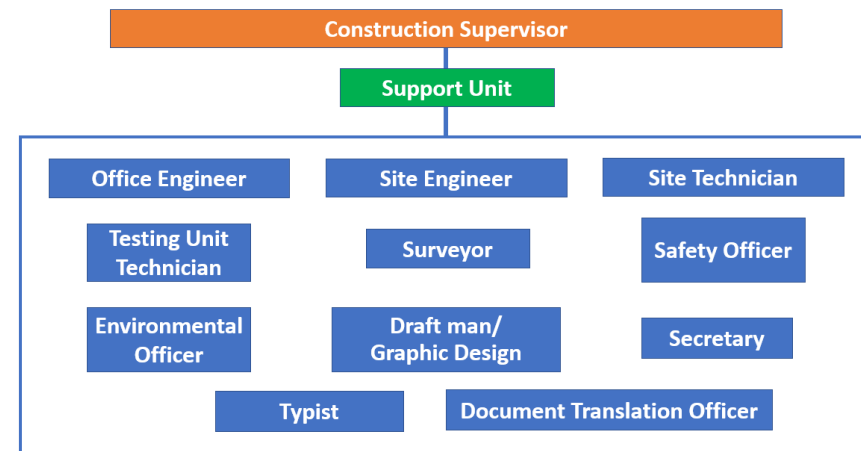 Construction Supervisor
Support Unit
Office Engineer
Site Engineer
Site Technician
Testing Unit
Technician
Surveyor
Safety Officer
Environmental
Officer
Draft man/
Graphic Design
Secretary
Typist
Document Translation Officer